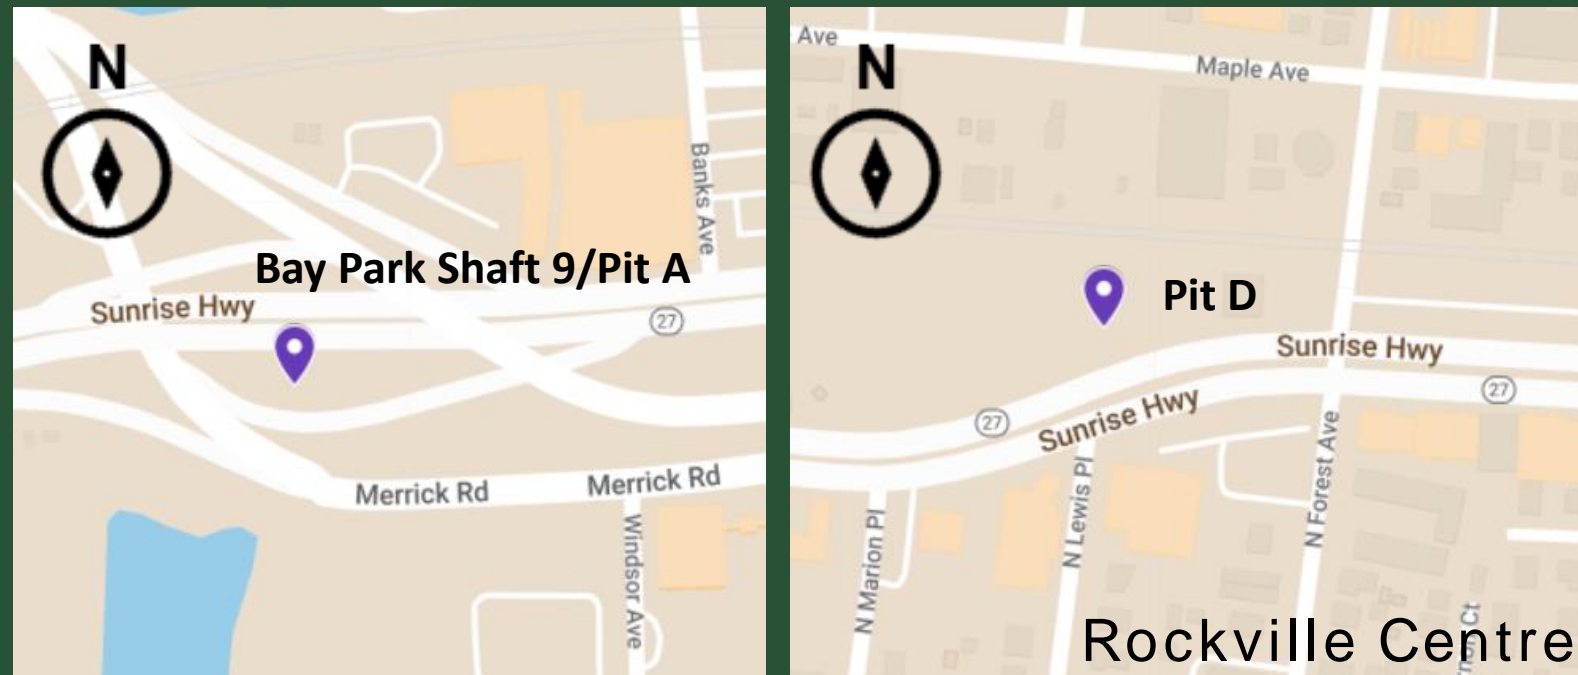 N
Banks Ave
Bay Park Shaft 9/Pit A
Sunrise Hwy
27
Merrick Rd
Merrick Rd
Windsor Ave
Ave
N
Maple Ave
Pit D
Sunrise Hwy
27
27
Sunrise Hwy
N Forest Ave
N Lewis Pl
N Marion Pl
Ct
Rockville Centre